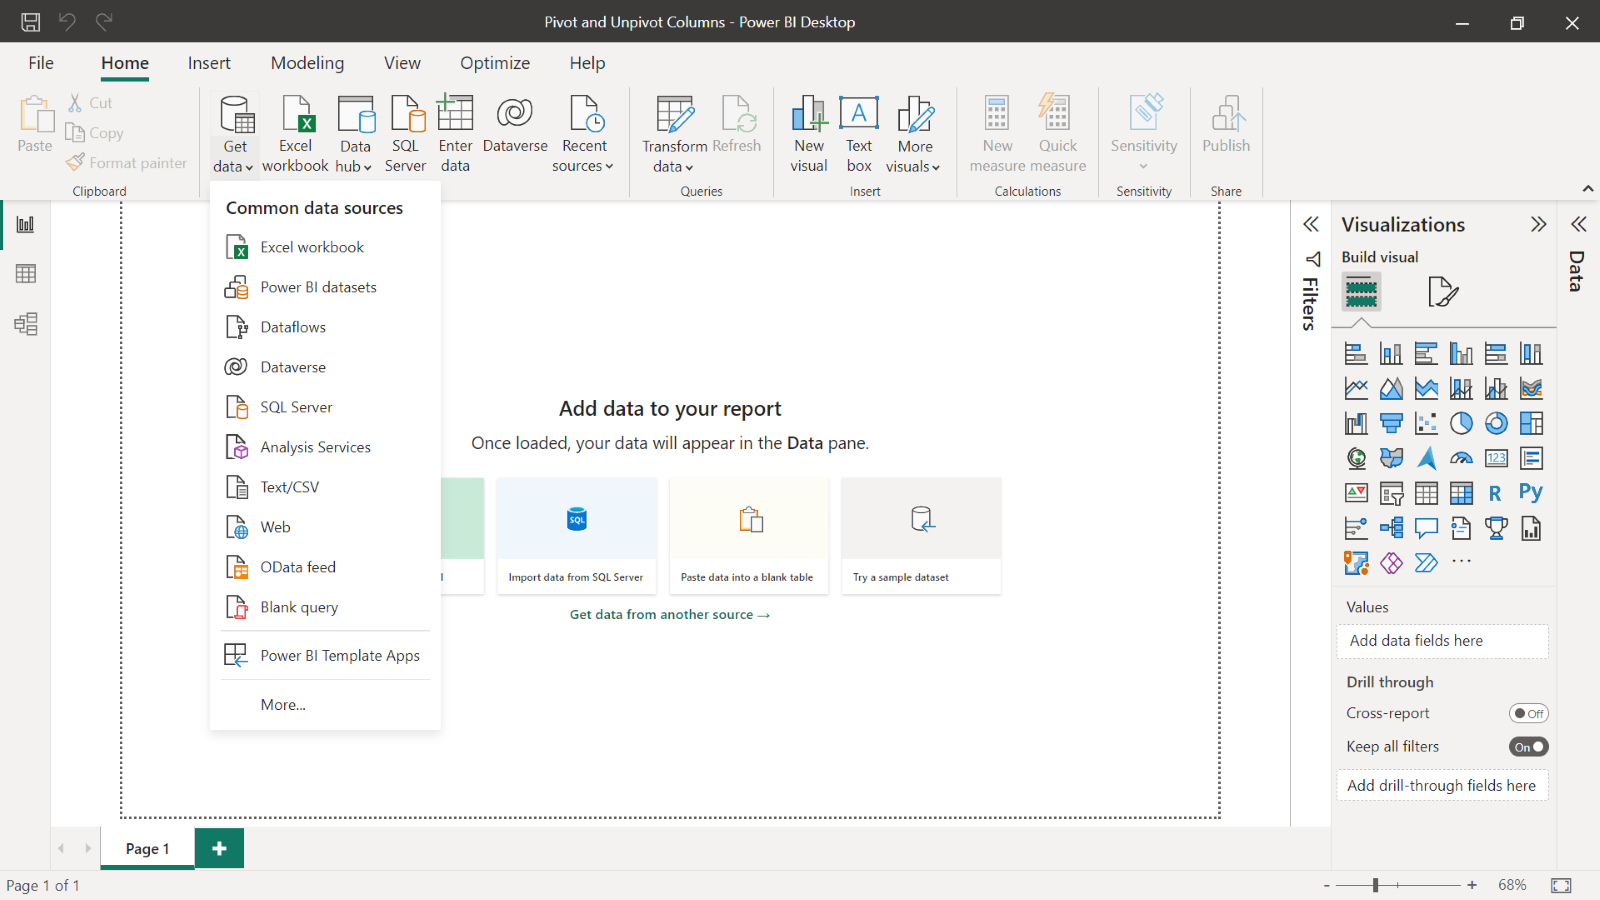 Pivot and Unpivot Columns - Power BI Desktop
File Home Insert Modeling View Optimize Help
Paste
Cut
Copy
Format painter
Clipboard
Get data
Excel workbook
Data hub
SQL Server
Enter data
Dataverse
Recent sources
Transform data
Refresh
Queries
New visual
Text box
More visuals
Insert
New measure
Quick measure
Calculations
Sensitivity
Sensitivity
Publish
Share
Common data sources
Excel workbook
Power BI datasets
Dataflows
Dataverse
SQL Server
Analysis Services
Text/CSV
Web
OData feed
Blank query
Power BI Template Apps
More...
Add data to your report
Once loaded, your data will appear in the Data pane.
SQL
Import data from SQL Server
Paste data into a blank table
Try a sample dataset
Get data from another source →
Filters
Visualizations
Build visual
123
R
Py
Values
Add data fields here
Drill through
Cross-report
Off
Keep all filters
On
Add drill-through fields here
Data
Page 1
Page 1 of 1
- + 68%